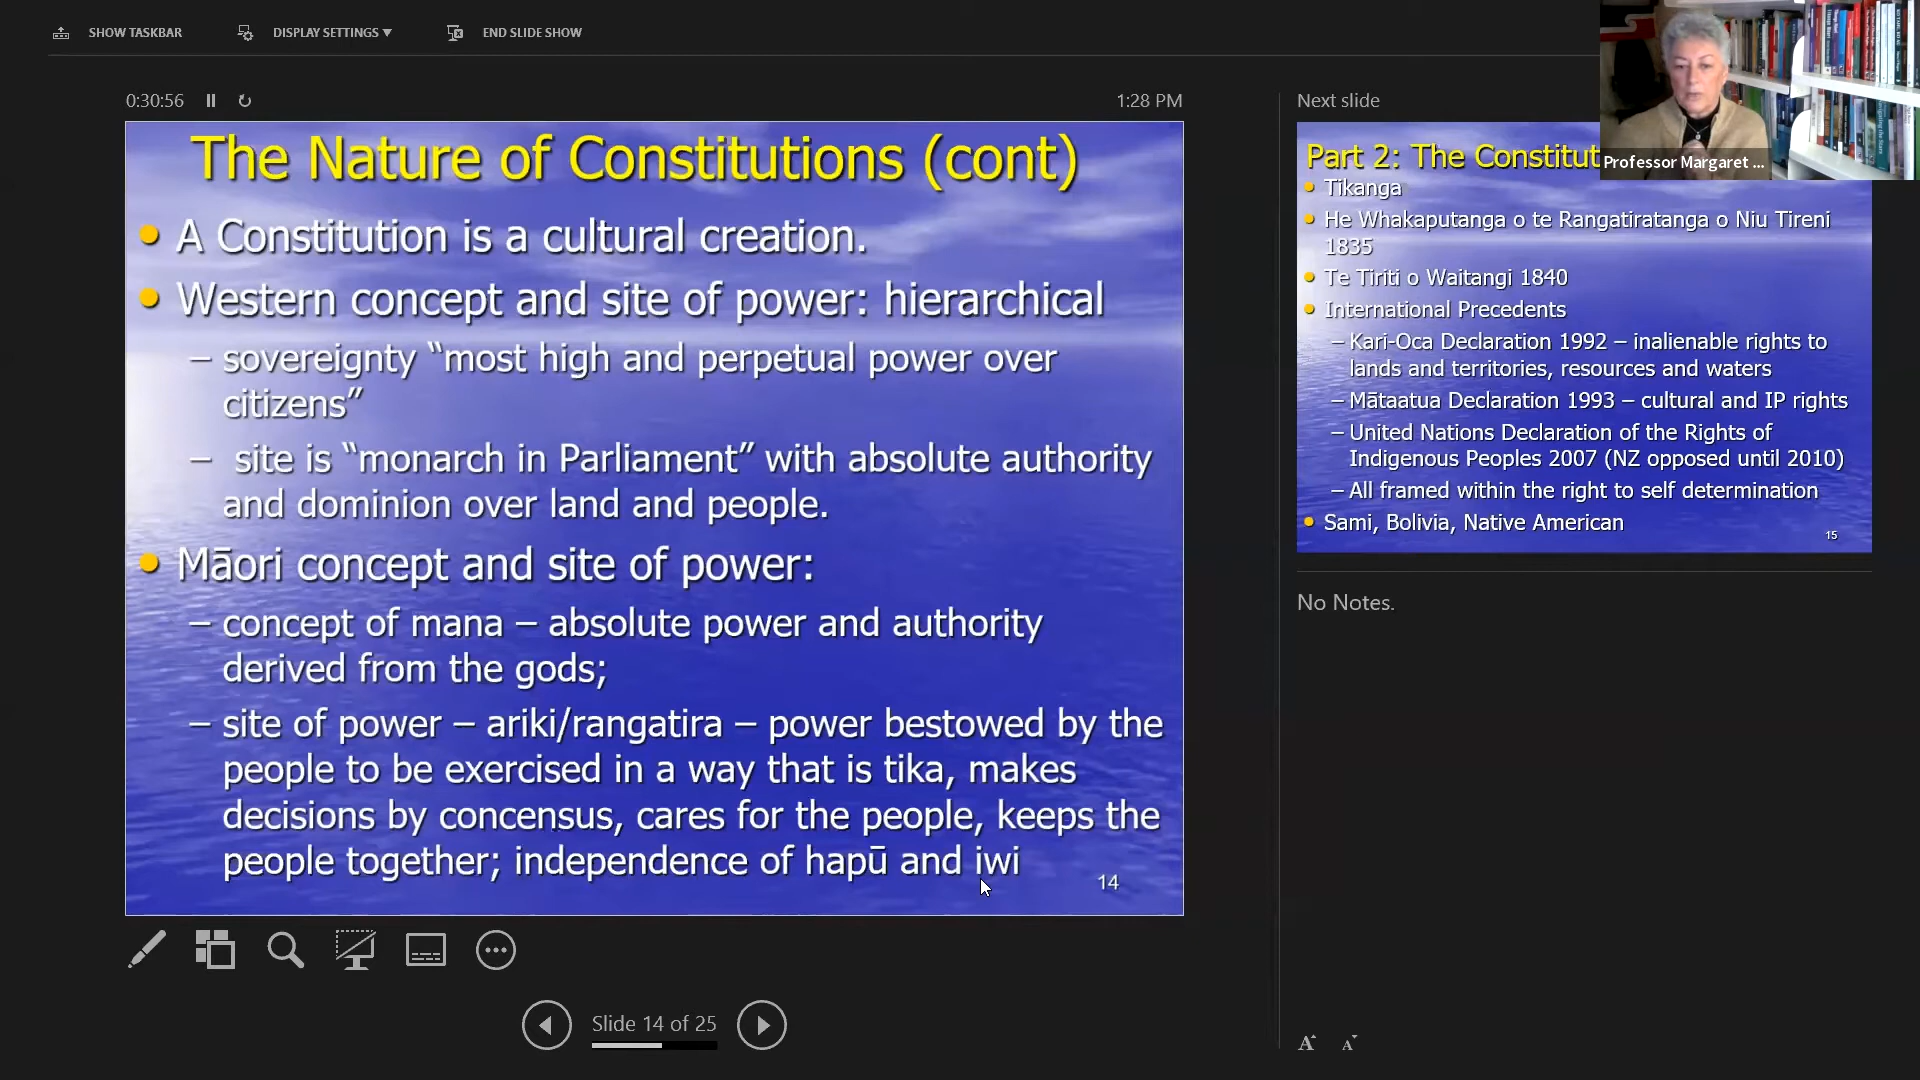 SHOW TASKBAR
DISPLAY SETTINGS ▼
END SLIDE SHOW
0:30:56
1:28 PM
The Nature of Constitutions (cont)
A Constitution is a cultural creation.
Western concept and site of power: hierarchical
– sovereignty “most high and perpetual power over
citizens”
– site is “monarch in Parliament” with absolute authority
and dominion over land and people.
Māori concept and site of power:
– concept of mana – absolute power and authority
derived from the gods;
– site of power – ariki/rangatira – power bestowed by the
people to be exercised in a way that is tika, makes
decisions by concensus, cares for the people, keeps the
people together; independence of hapū and iwi
14
Slide 14 of 25
Next slide
Professor Margaret ...
Part 2: The Constitut
Tikanga
He Whakaputanga o te Rangatiratanga o Niu Tireni
1835
Te Tiriti o Waitangi 1840
International Precedents
– Kari-Oca Declaration 1992 – inalienable rights to
lands and territories, resources and waters
– Mātaatua Declaration 1993 – cultural and IP rights
– United Nations Declaration of the Rights of
Indigenous Peoples 2007 (NZ opposed until 2010)
– All framed within the right to self determination
Sami, Bolivia, Native American
15
No Notes.
A A